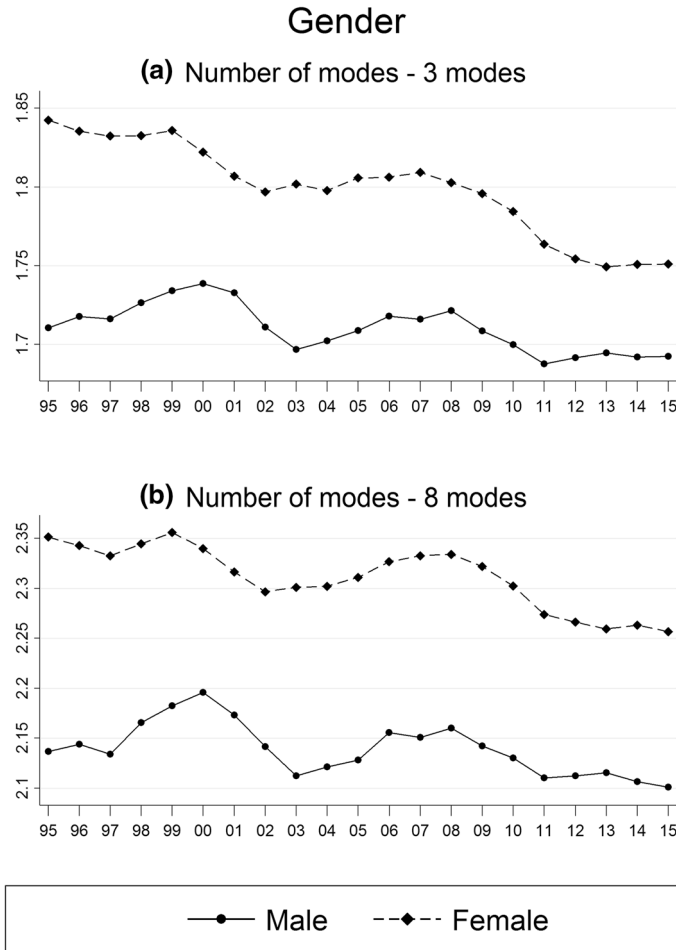 Gender
(a) Number of modes - 3 modes
1.85
1.8
1.75
1.7
95 96 97 98 99 00 01 02 03 04 05 06 07 08 09 10 11 12 13 14 15
(b) Number of modes - 8 modes
2.35
2.3
2.25
2.2
2.15
2.1
95 96 97 98 99 00 01 02 03 04 05 06 07 08 09 10 11 12 13 14 15
Male Female